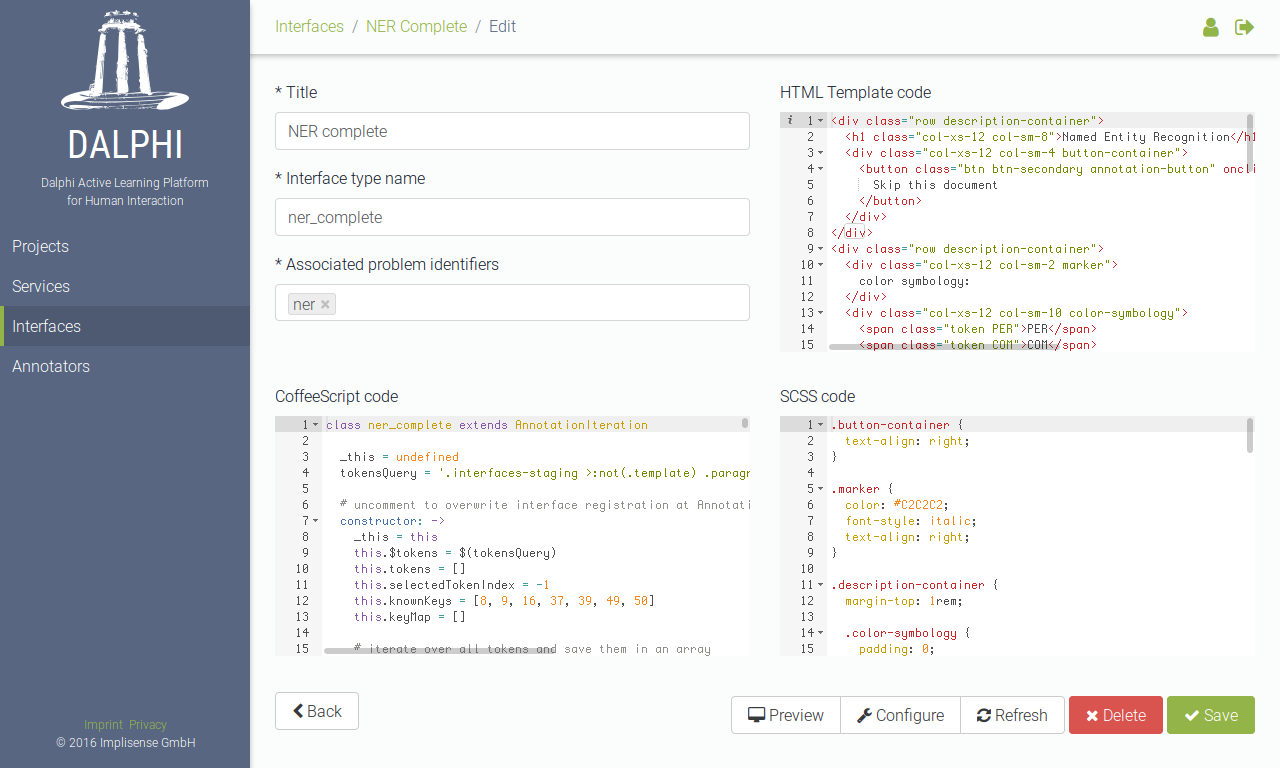 DALPHI
Dalphi Active Learning Platform
for Human Interaction
Projects
Services
Interfaces
Annotators
Imprint Privacy
© 2016 Implisense GmbH
Interfaces / NER Complete / Edit
* Title
NER complete
* Interface type name
ner_complete
* Associated problem identifiers
ner ×
HTML Template code
i 1 <div class="row description-container">
2 <h1 class="col-xs-12 col-sm-8">Named Entity Recognition</h1
3 <div class="col-xs-12 col-sm-4 button-container">
4 <button class="btn btn-secondary annotation-button" oncli
5 Skip this document
6 </button>
7 </div>
8 </div>
9 <div class="row description-container">
10 <div class="col-xs-12 col-sm-2 marker">
11 color symbology:
12 </div>
13 <div class="col-xs-12 col-sm-10 color-symbology">
14 <span class="token PER">PER</span>
15 <span class="token COM">COM</span>
CoffeeScript code
1 class ner_complete extends AnnotationIteration
2
3 _this = undefined
4 tokensQuery = '.interfaces-staging >:not(.template) .paragr
5
6 # uncomment to overwrite interface registration at Annotati
7 constructor: ->
8 _this = this
9 this.$tokens = $(tokensQuery)
10 this.tokens = []
11 this.selectedTokenIndex = -1
12 this.knownKeys = [8, 9, 16, 37, 39, 49, 50]
13 this.keyMap = []
14
15 # iterate over all tokens and save them in an array
SCSS code
1 .button-container {
2 text-align: right;
3 }
4
5 .marker {
6 color: #C2C2C2;
7 font-style: italic;
8 text-align: right;
9 }
10
11 .description-container {
12 margin-top: 1rem;
13
14 .color-symbology {
15 padding: 0;
Back
Preview
Configure
Refresh
Delete
Save